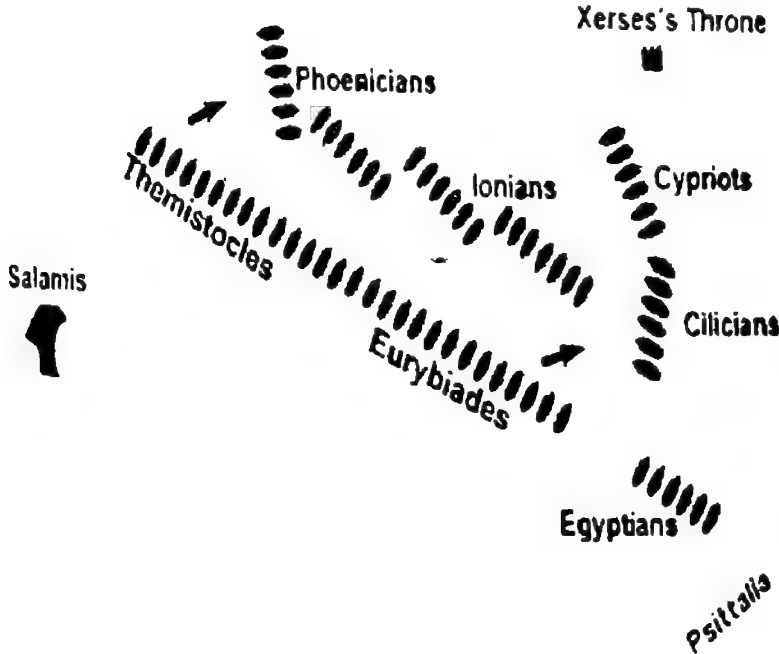 Xerses's Throne
Phoenicians
Ionians
Cypriots
Themistocles
Salamis
Cilicians
Eurybiades
Egyptians
Psittalia